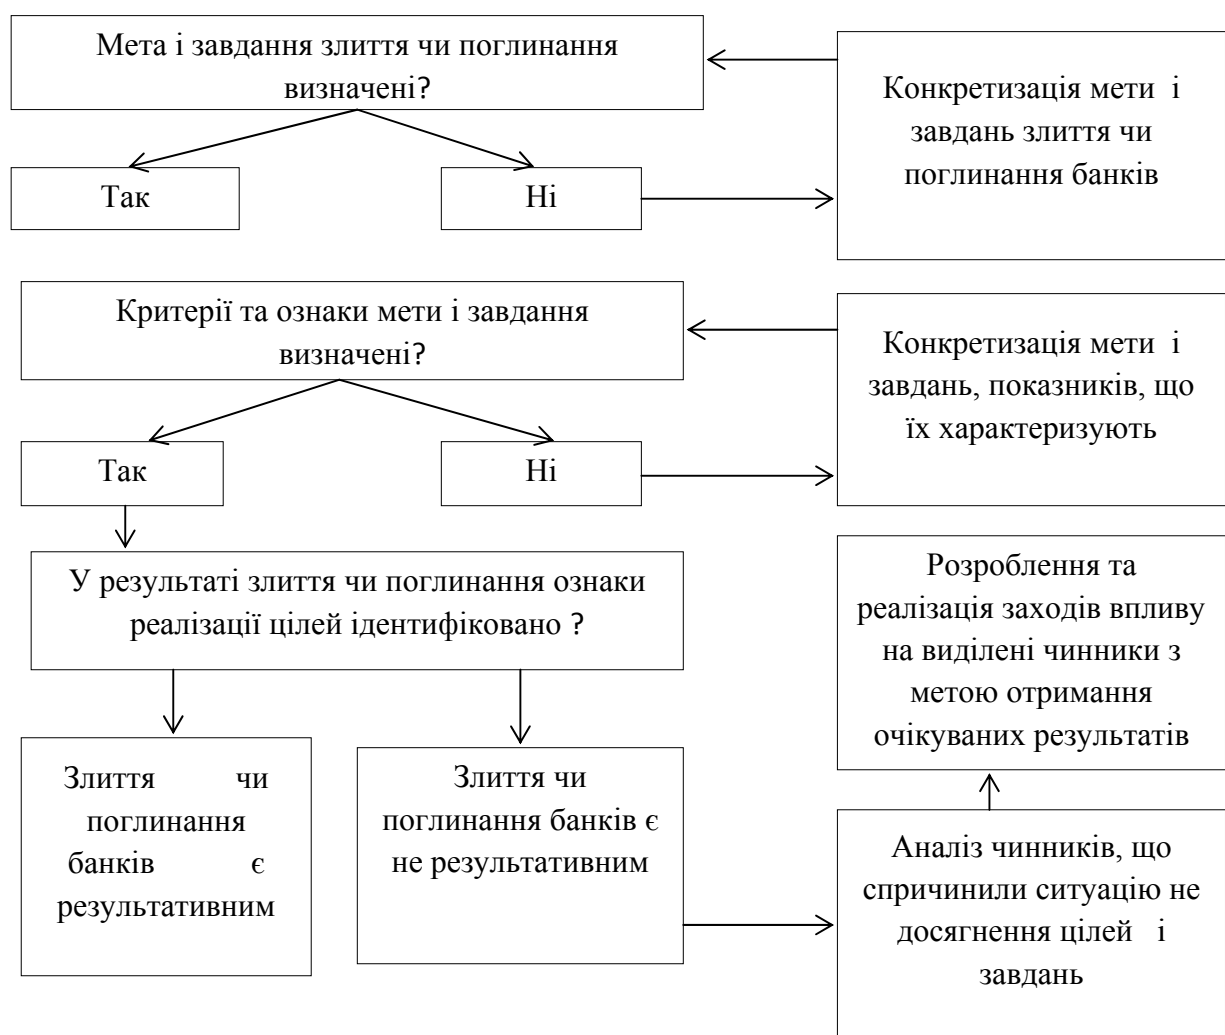 Мета і завдання злиття чи поглинання
визначені?
Конкретизація мети і
завдань злиття чи
поглинання банків
Так
Ні
Критерії та ознаки мети і завдання
визначені?
Конкретизація мети і
завдань, показників, що
їх характеризують
Так
Ні
У результаті злиття чи поглинання ознаки
реалізації цілей ідентифіковано ?
Розроблення та
реалізація заходів впливу
на виділені чинники з
метою отримання
очікуваних результатів
Злиття чи
поглинання
банків є
результативним
Злиття чи
поглинання банків є
не результативним
Аналіз чинників, що
спричинили ситуацію не
досягнення цілей і
завдань